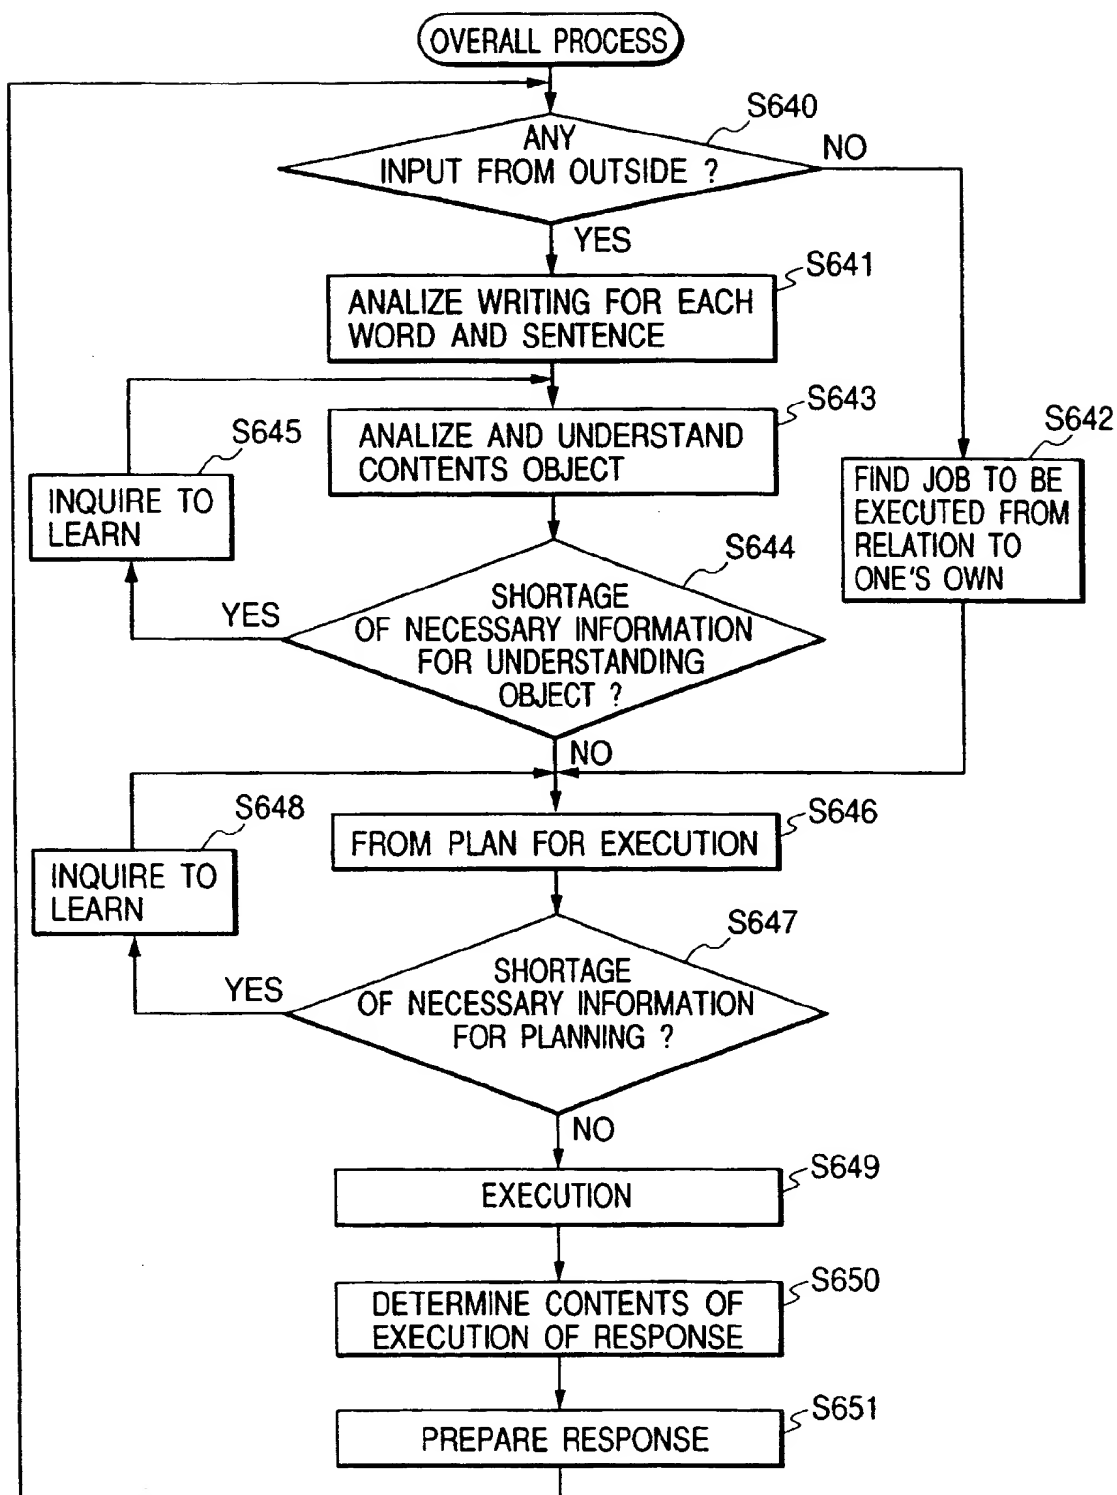 OVERALL PROCESS
S640
ANY
INPUT FROM OUTSIDE ?
NO
YES
S641
ANALIZE WRITING FOR EACH
WORD AND SENTENCE
S643
ANALIZE AND UNDERSTAND
CONTENTS OBJECT
S645
INQUIRE TO
LEARN
S642
FIND JOB TO BE
EXECUTED FROM
RELATION TO
ONE'S OWN
S644
SHORTAGE
OF NECESSARY INFORMATION
FOR UNDERSTANDING
OBJECT ?
YES
NO
S646
FROM PLAN FOR EXECUTION
S648
INQUIRE TO
LEARN
S647
SHORTAGE
OF NECESSARY INFORMATION
FOR PLANNING ?
YES
NO
S649
EXECUTION
S650
DETERMINE CONTENTS OF
EXECUTION OF RESPONSE
S651
PREPARE RESPONSE